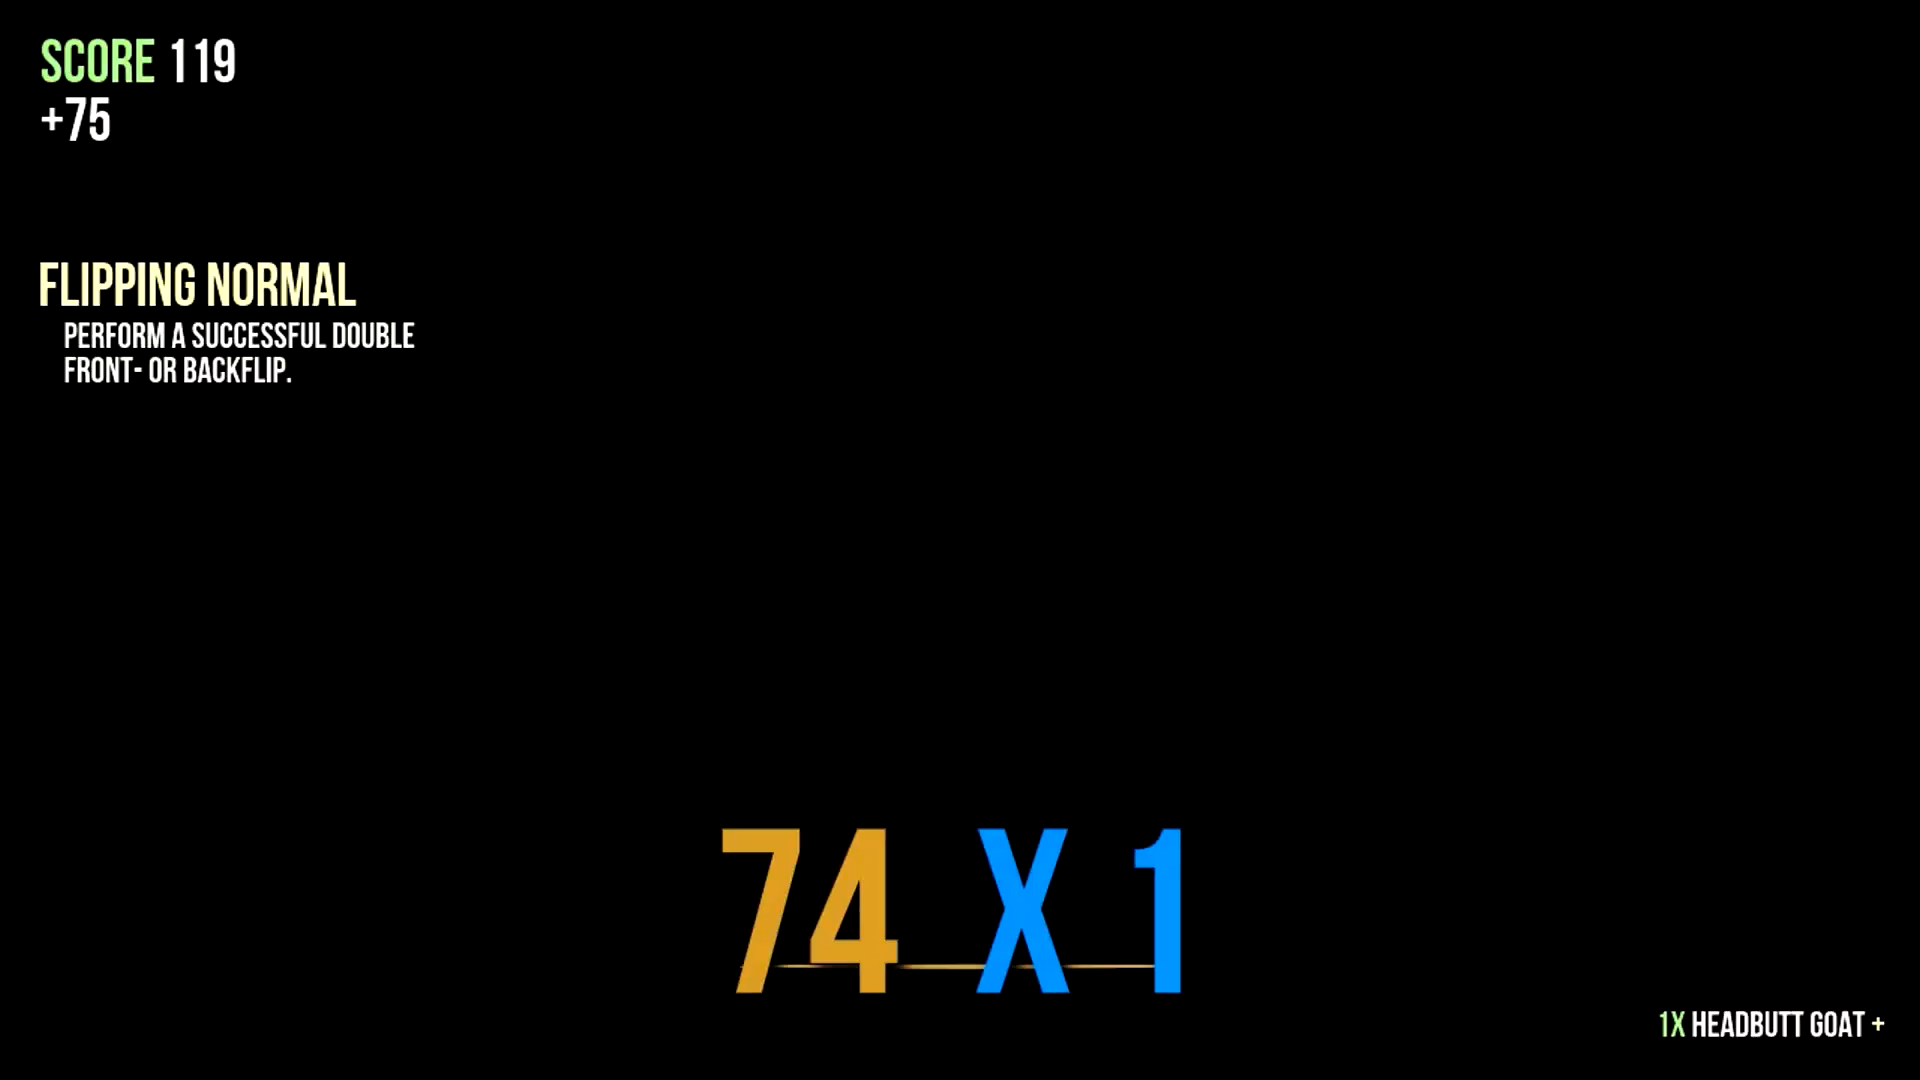 SCORE 119
+75
FLIPPING NORMAL
PERFORM A SUCCESSFUL DOUBLE
FRONT- OR BACKFLIP.
74 X 1
1X HEADBUTT GOAT +